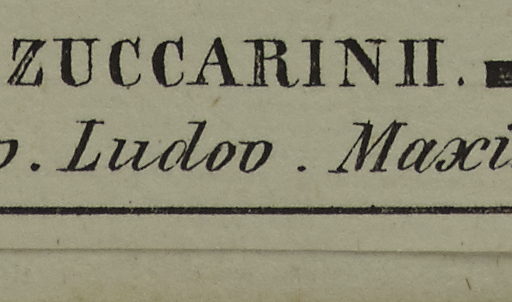 ZUCCARINII.
. Ludov. Maxi